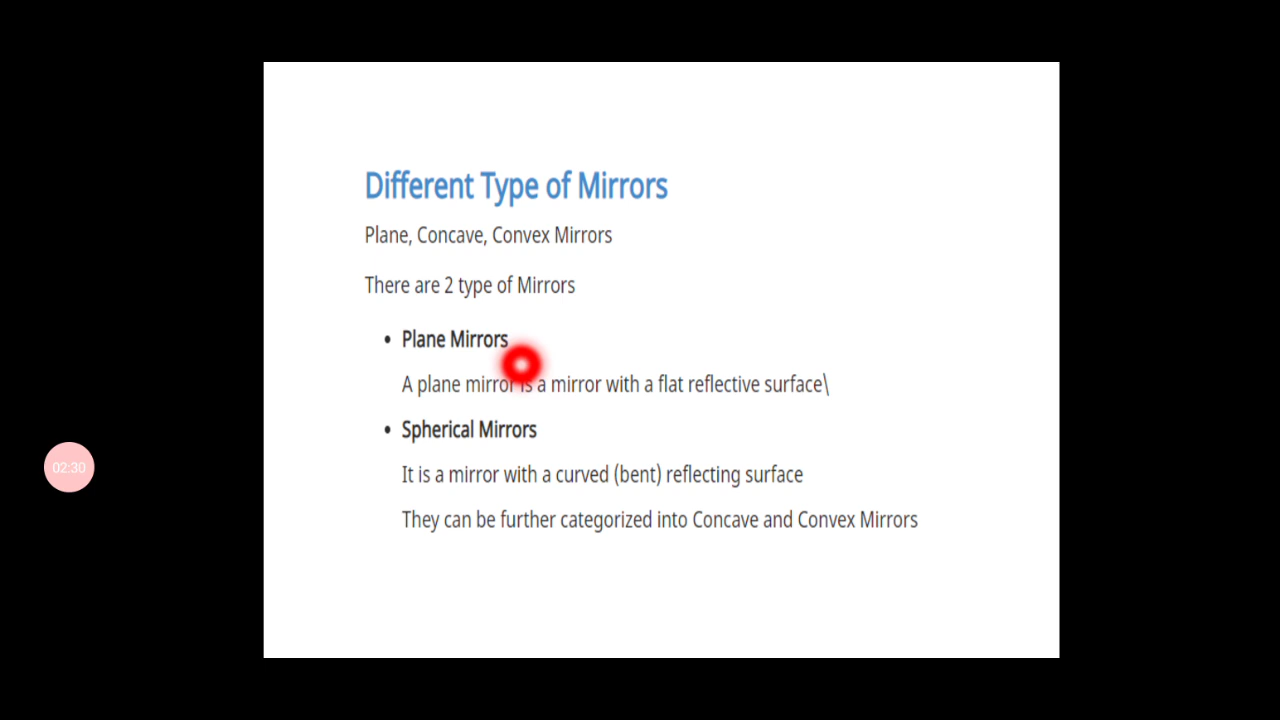 Different Type of Mirrors
Plane, Concave, Convex Mirrors
There are 2 type of Mirrors
• Plane Mirrors
A plane mirror is a mirror with a flat reflective surface\
• Spherical Mirrors
02:30
It is a mirror with a curved (bent) reflecting surface
They can be further categorized into Concave and Convex Mirrors